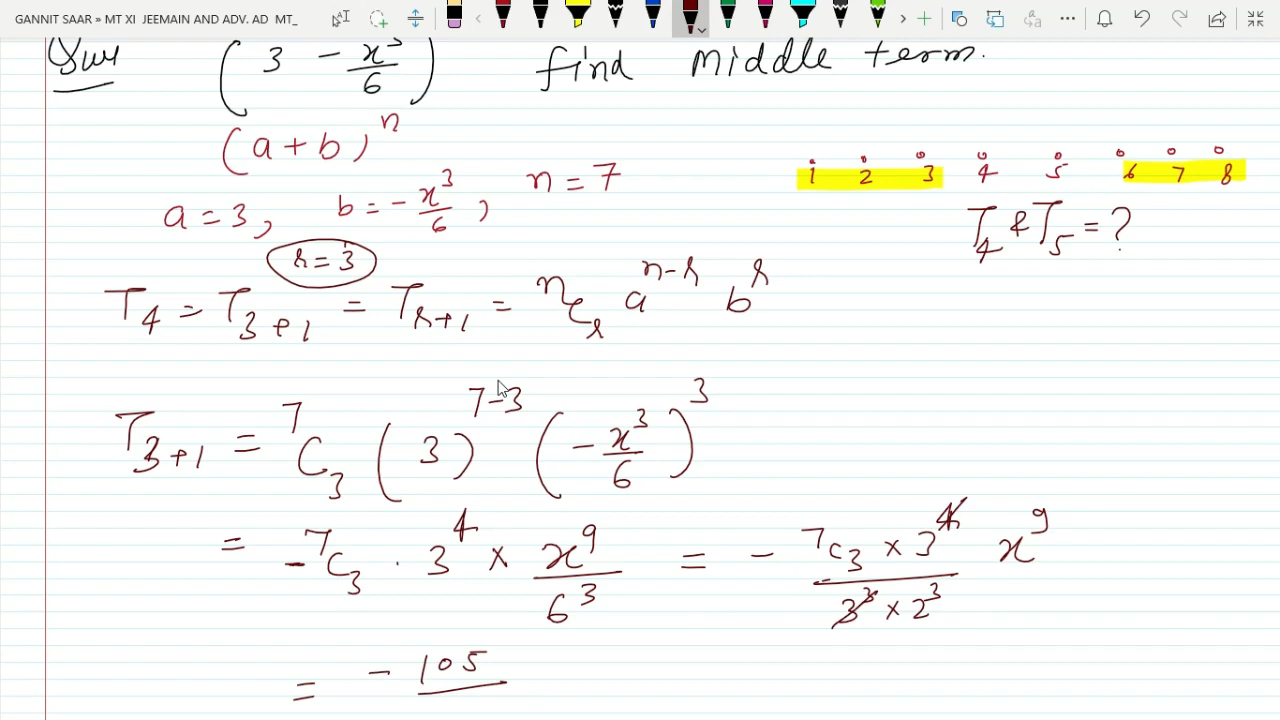 GANNIT SAAR » MT XI JEEMAIN AND ADV. AD MT_
Que (3 - x³/6) find middle term.
(a + b)ⁿ
1 2 3 4 5 6 7 8
a = 3, b = - x³/6, n = 7
T₄ & T₅ = ?
r = 3
T₄ = T₃₊₁ = Tᵣ₊₁ = ⁿCᵣ aⁿ⁻ʳ bʳ
T₃₊₁ = ⁷C₃ (3)⁷⁻³ (- x³/6)³
= - ⁷C₃ · 3⁴ × x⁹/6³ = - (⁷C₃ × 3⁴)/(3³ × 2³) x⁹
= - 105